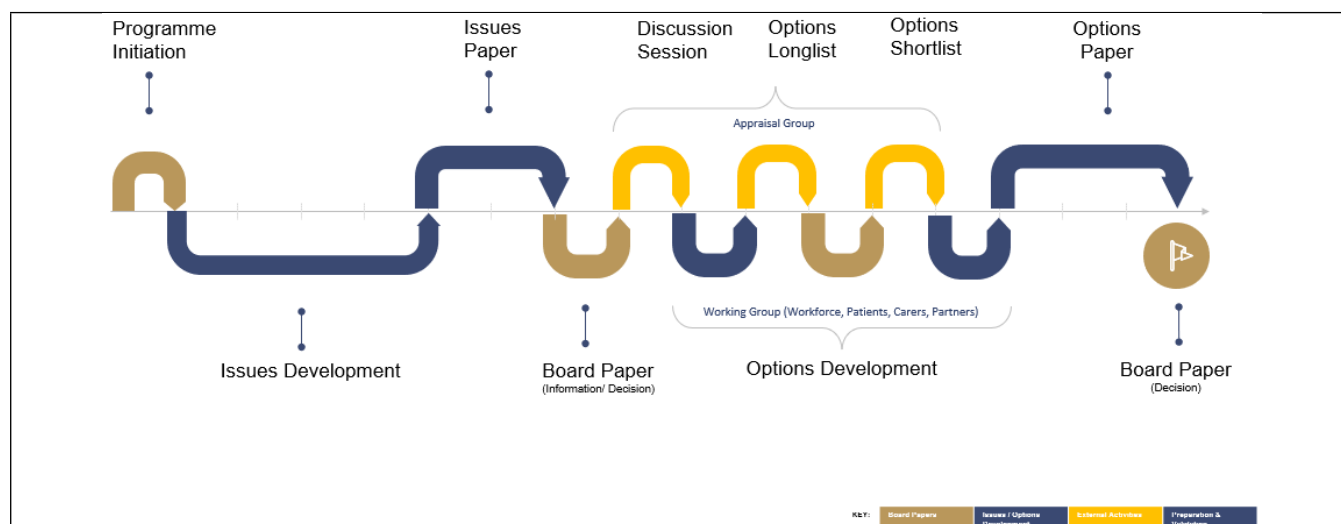 Programme
Initiation
Issues
Paper
Discussion
Session
Options
Longlist
Options
Shortlist
Options
Paper
Appraisal Group
Working Group (Workforce, Patients, Carers, Partners)
Issues Development
Board Paper
(Information/ Decision)
Options Development
Board Paper
(Decision)
KEY:
Board Papers
Issues / Options
Development
External Activities
Preparation &
Validation